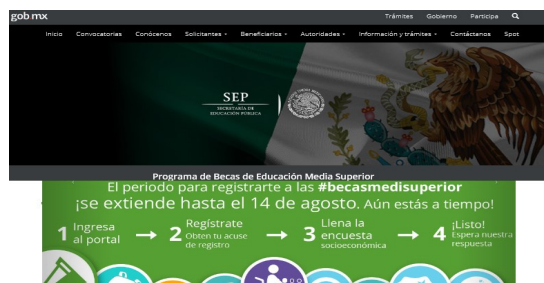 gob mx
Trámites Gobierno Participa
Inicio Convocatorias Conócenos Solicitantes Beneficiarios Autoridades Información y trámites Contáctanos Spot
SEP
SECRETARÍA DE
EDUCACIÓN PÚBLICA
Programa de Becas de Educación Media Superior
El periodo para registrarte a las #becasmedisuperior
¡se extiende hasta el 14 de agosto. Aún estás a tiempo!
1 Ingresa
al portal
2 Regístrate
Obten tu acuse
de registro
3 Llena la
encuesta
socioeconómica
4 ¡Listo!
Espera nuestra
respuesta